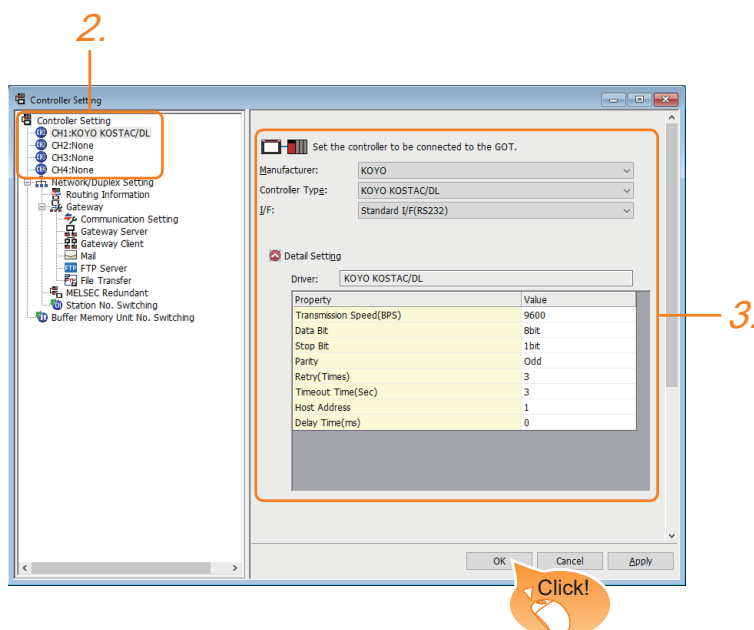 2.
Controller Setting
Controller Setting
CH1:KOYO KOSTAC/DL
CH2:None
CH3:None
CH4:None
Network/Duplex Setting
Routing Information
Gateway
Communication Setting
Gateway Server
Gateway Client
Mail
FTP FTP Server
File Transfer
MELSEC Redundant
Station No. Switching
Buffer Memory Unit No. Switching
Set the controller to be connected to the GOT.
Manufacturer: KOYO
Controller Type: KOYO KOSTAC/DL
I/F: Standard I/F(RS232)
Detail Setting
Driver: KOYO KOSTAC/DL
Property Value
Transmission Speed(BPS) 9600
Data Bit 8bit
Stop Bit 1bit
Parity Odd
Retry(Times) 3
Timeout Time(Sec) 3
Host Address 1
Delay Time(ms) 0
3.
OK Cancel Apply
Click!